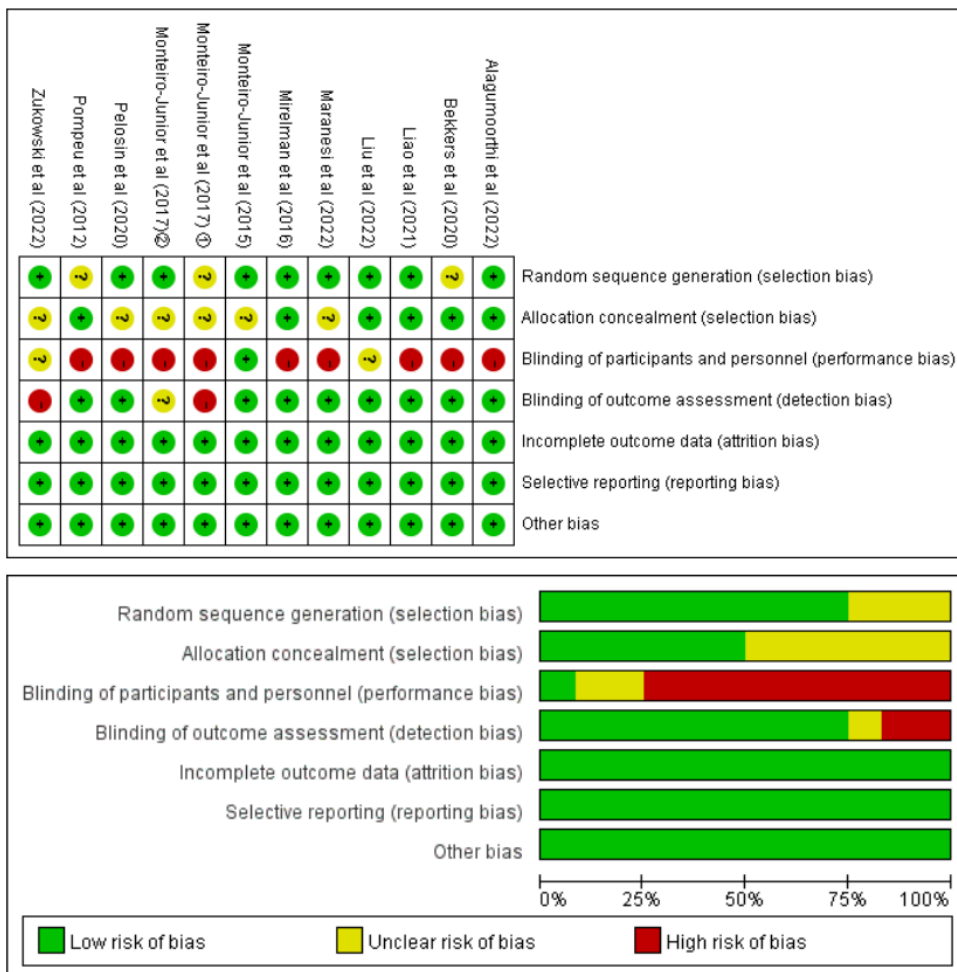 Zukowski et al (2022)
Pompeu et al (2012)
Pelosin et al (2020)
Monteiro-Junior et al (2017)②
Monteiro-Junior et al (2017) ①
Monteiro-Junior et al (2015)
Mirelman et al (2016)
Maranesi et al (2022)
Liu et al (2022)
Liao et al (2021)
Bekkers et al (2020)
Alagumoorthi et al (2022)
+ ? + + ? + + + + + ? + Random sequence generation (selection bias)
? + ? ? ? ? + ? + + + + Allocation concealment (selection bias)
? - - - - + - - ? - - - Blinding of participants and personnel (performance bias)
- + + ? - + + + + + + + Blinding of outcome assessment (detection bias)
+ + + + + + + + + + + + Incomplete outcome data (attrition bias)
+ + + + + + + + + + + + Selective reporting (reporting bias)
+ + + + + + + + + + + + Other bias
Random sequence generation (selection bias)
Allocation concealment (selection bias)
Blinding of participants and personnel (performance bias)
Blinding of outcome assessment (detection bias)
Incomplete outcome data (attrition bias)
Selective reporting (reporting bias)
Other bias
0% 25% 50% 75% 100%
Low risk of bias Unclear risk of bias High risk of bias